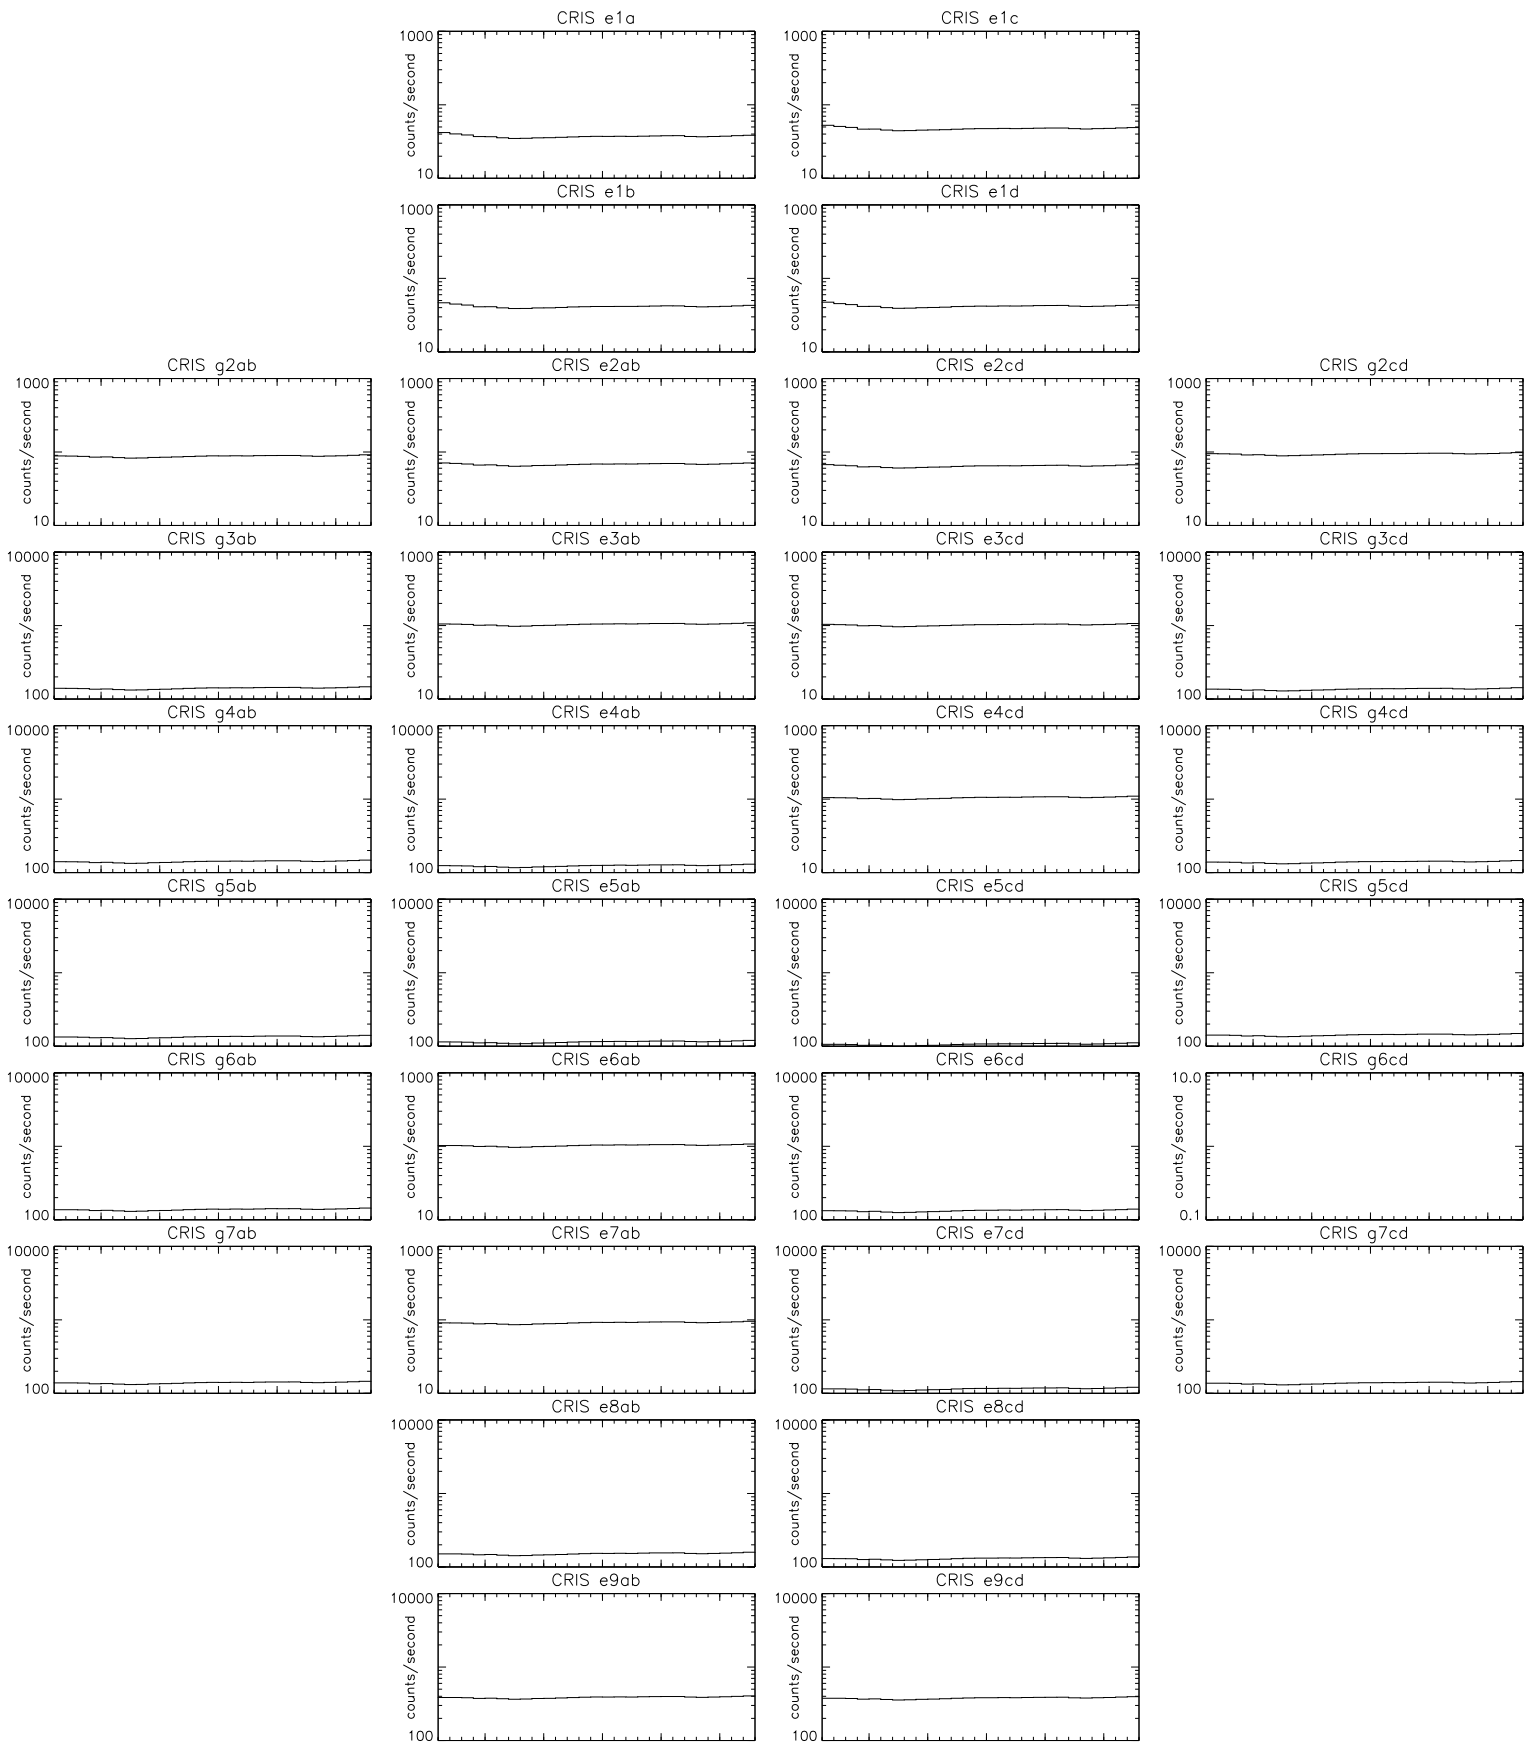 CRIS e1a
1000
counts/second
10
CRIS e1c
1000
counts/second
10
CRIS e1b
1000
counts/second
10
CRIS e1d
1000
counts/second
10
CRIS g2ab
1000
counts/second
10
CRIS e2ab
1000
counts/second
10
CRIS e2cd
1000
counts/second
10
CRIS g2cd
1000
counts/second
10
CRIS g3ab
10000
counts/second
100
CRIS e3ab
1000
counts/second
10
CRIS e3cd
1000
counts/second
10
CRIS g3cd
10000
counts/second
100
CRIS g4ab
10000
counts/second
100
CRIS e4ab
10000
counts/second
100
CRIS e4cd
1000
counts/second
10
CRIS g4cd
10000
counts/second
100
CRIS g5ab
10000
counts/second
100
CRIS e5ab
10000
counts/second
100
CRIS e5cd
10000
counts/second
100
CRIS g5cd
10000
counts/second
100
CRIS g6ab
10000
counts/second
100
CRIS e6ab
1000
counts/second
10
CRIS e6cd
10000
counts/second
100
CRIS g6cd
10.0
counts/second
0.1
CRIS g7ab
10000
counts/second
100
CRIS e7ab
1000
counts/second
10
CRIS e7cd
10000
counts/second
100
CRIS g7cd
10000
counts/second
100
CRIS e8ab
10000
counts/second
100
CRIS e8cd
10000
counts/second
100
CRIS e9ab
10000
counts/second
100
CRIS e9cd
10000
counts/second
100